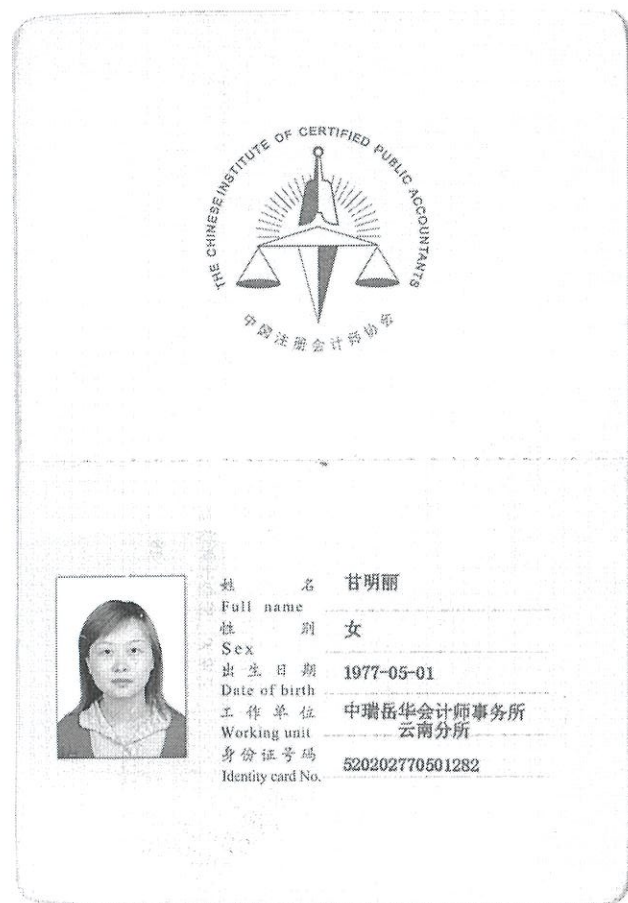 THE CHINESE INSTITUTE OF CERTIFIED PUBLIC ACCOUNTANTS
中国注册会计师协会
姓 名 甘明丽
Full name
性 别 女
Sex
出生日期 1977-05-01
Date of birth
工作单位 中瑞岳华会计师事务所
Working unit 云南分所
身份证号码 520202770501282
Identity card No.